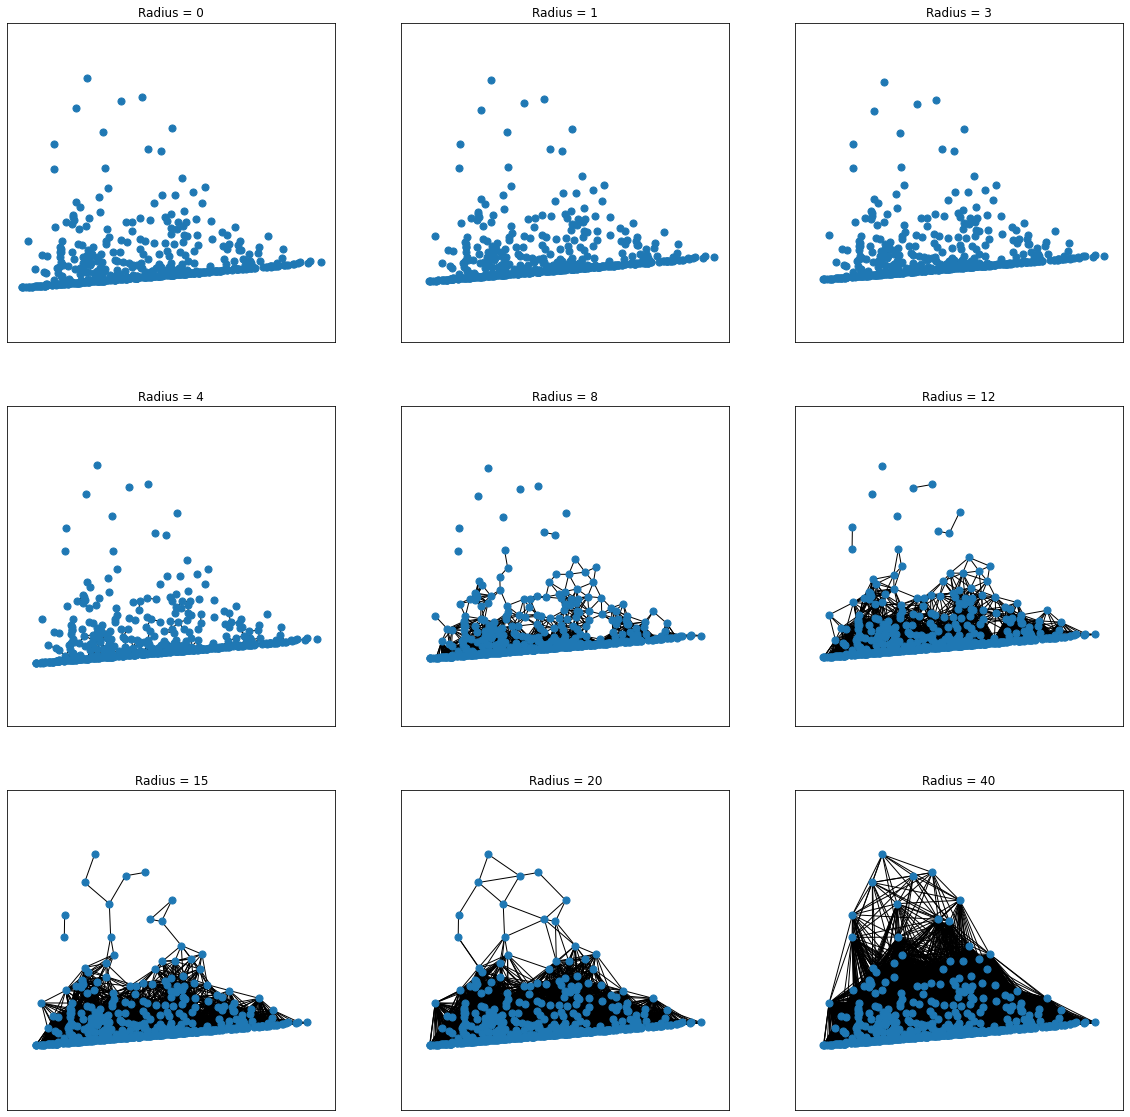 Radius = 0
Radius = 1
Radius = 3
Radius = 4
Radius = 8
Radius = 12
Radius = 15
Radius = 20
Radius = 40